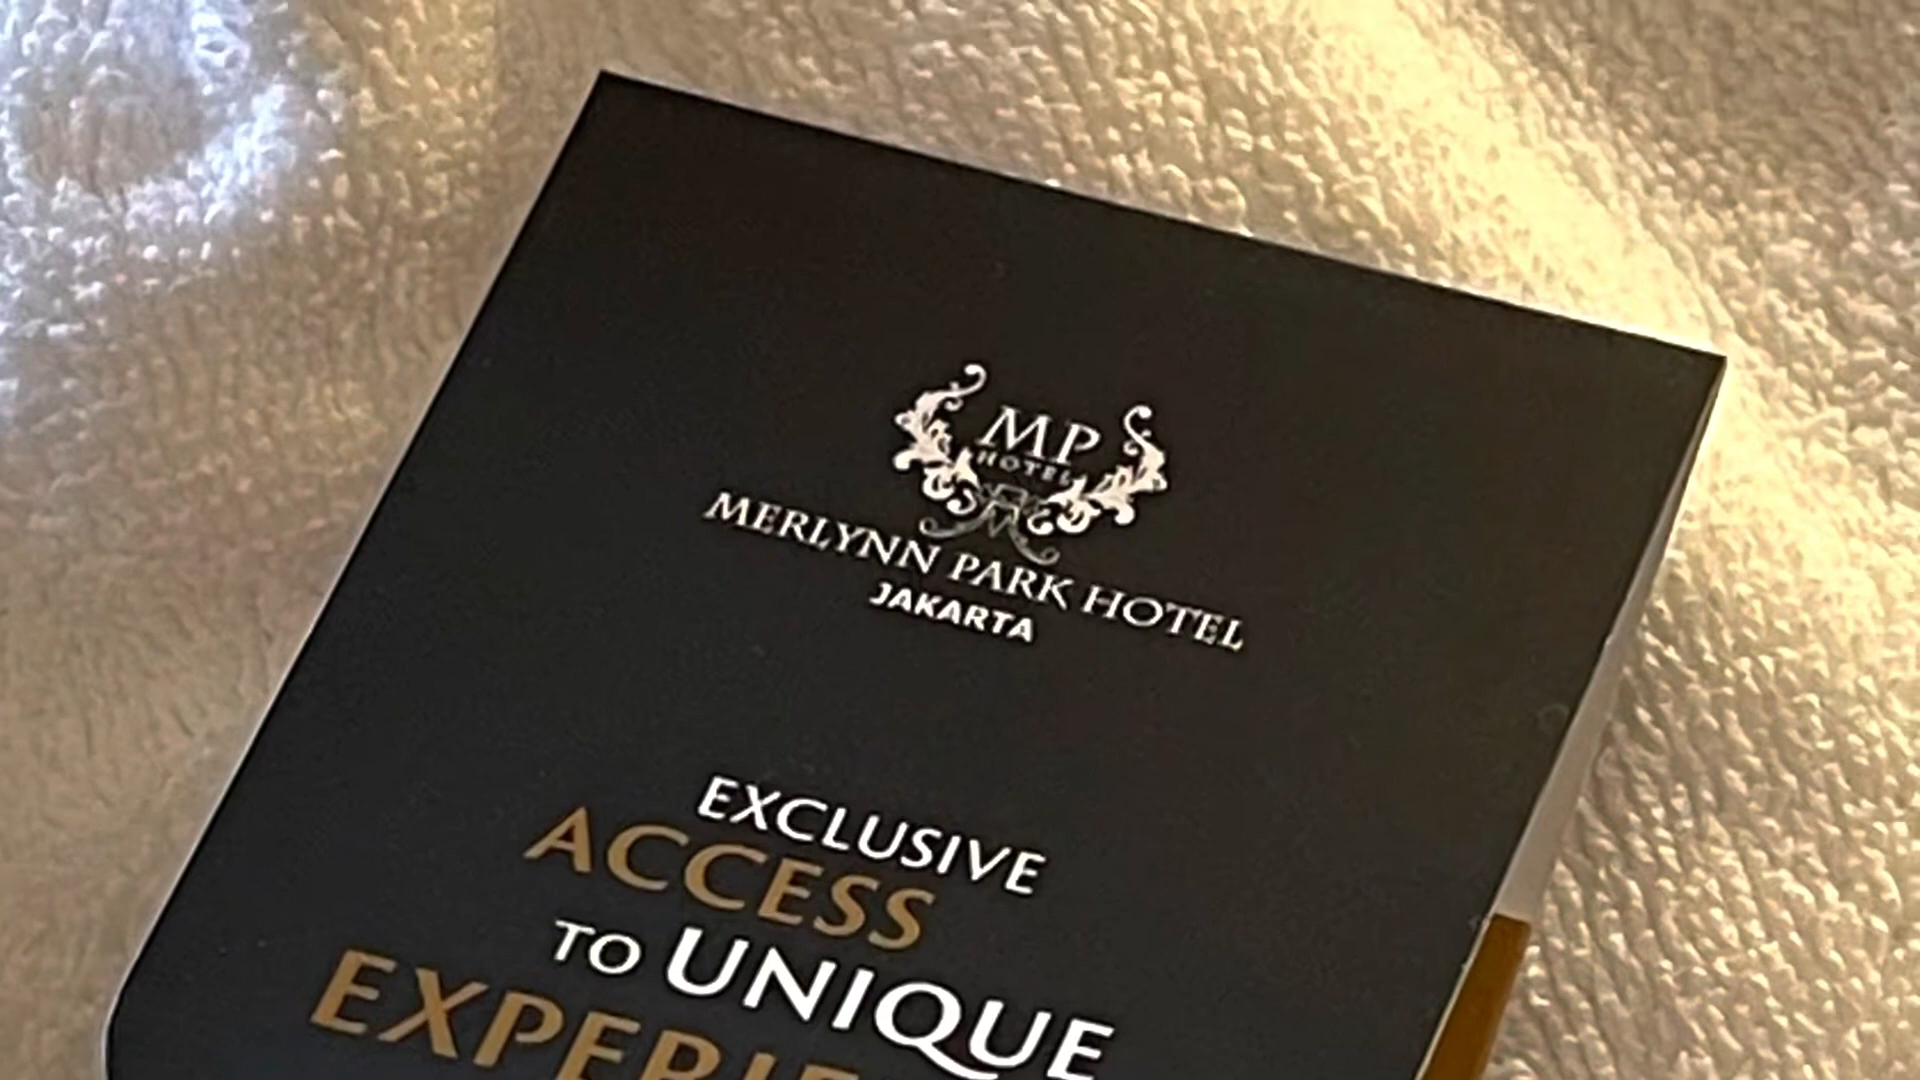 MP
HOTEL
MERLYNN PARK HOTEL
JAKARTA
EXCLUSIVE
ACCESS
TO UNIQUE